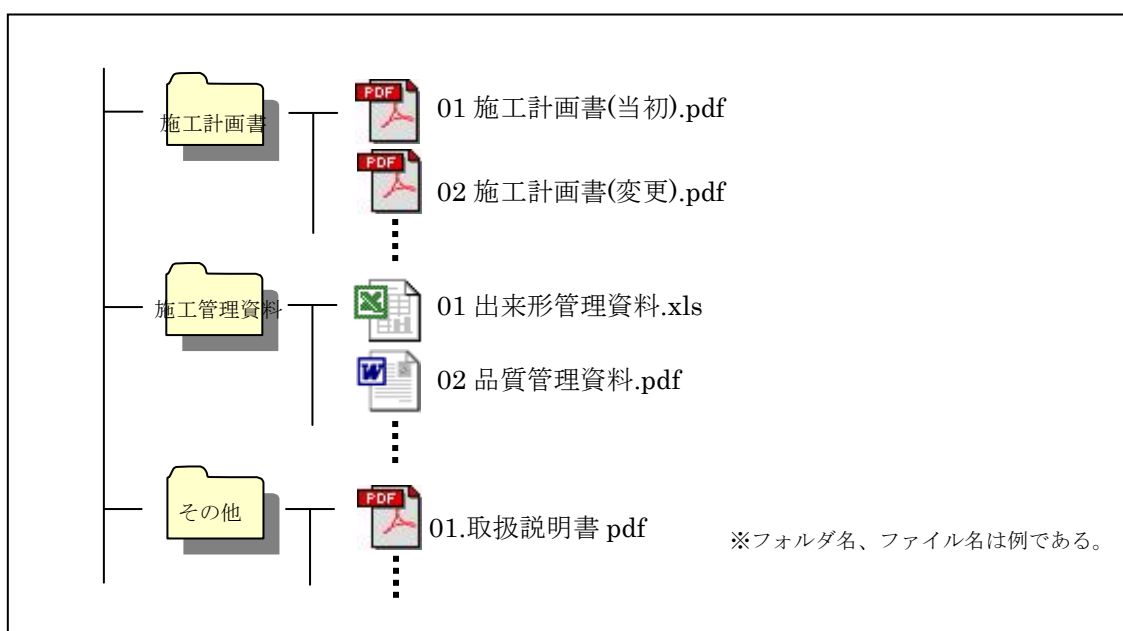 施工計画書
PDF
01 施工計画書(当初).pdf
PDF
02 施工計画書(変更).pdf
施工管理資料
01 出来形管理資料.xls
W
02 品質管理資料.pdf
その他
PDF
01.取扱説明書 pdf
※フォルダ名、ファイル名は例である。